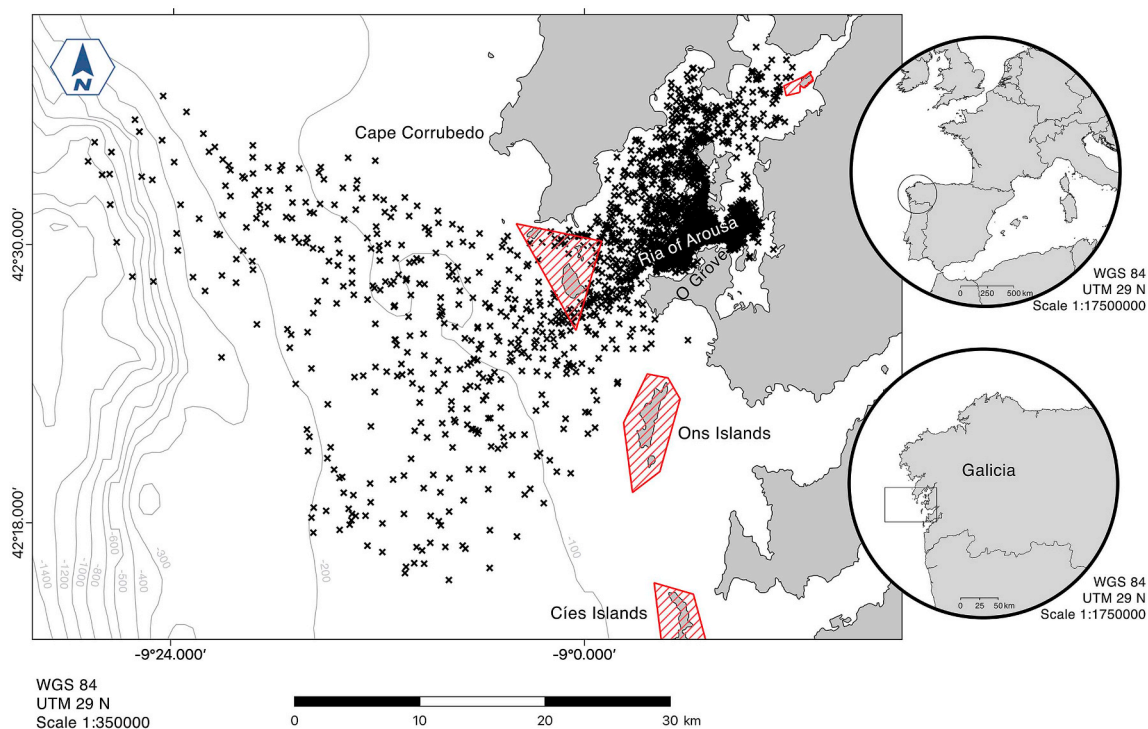 N
Cape Corrubedo
Ria of Arousa
O Grove
Ons Islands
Cíes Islands
42°30.000'
42°18.000'
-9°24.000'
-9°0.000'
-1400
-1200
-1000
-800
-600
-500
-400
-300
-200
-100
WGS 84
UTM 29 N
Scale 1:350000
0 10 20 30 km
0 250 500 km
WGS 84
UTM 29 N
Scale 1:17500000
Galicia
0 25 50 km
WGS 84
UTM 29 N
Scale 1:1750000